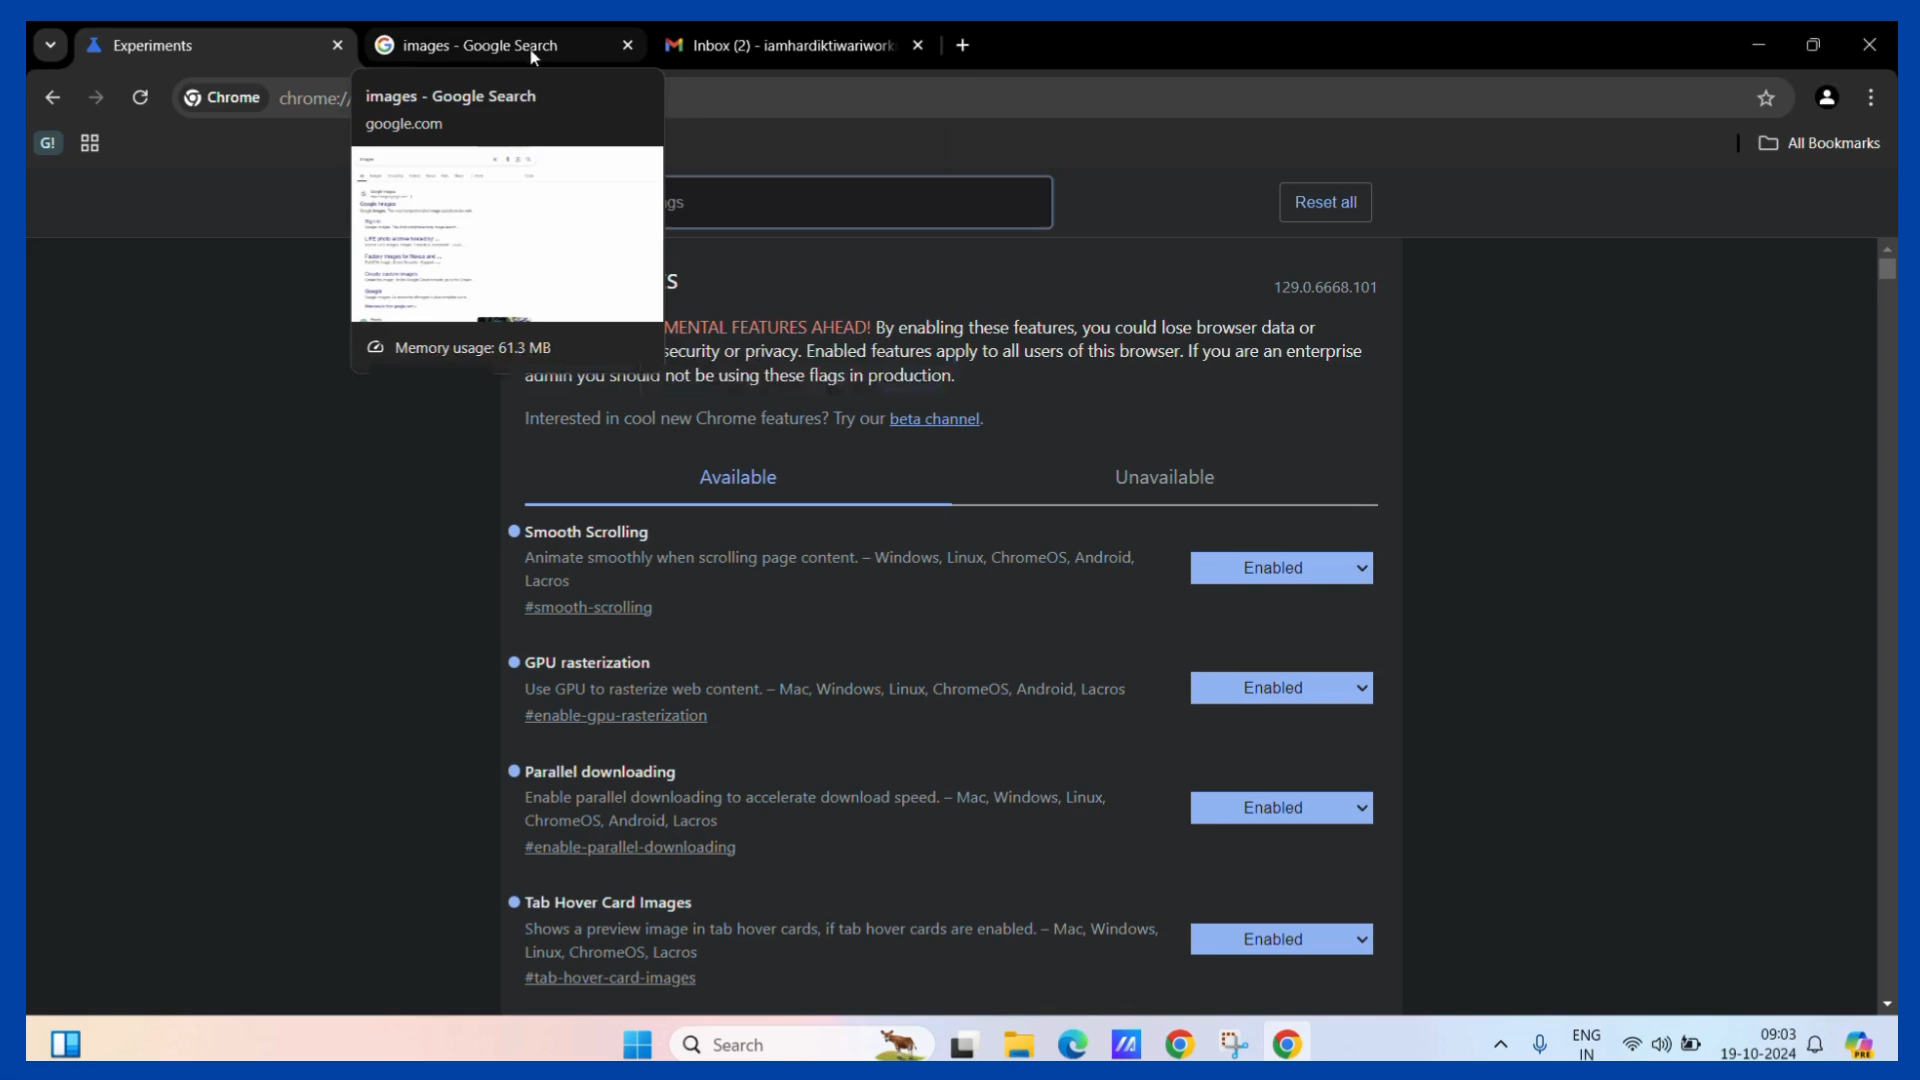 Experiments
images - Google Search
Inbox (2) - iamhardiktiwariwork
Chrome
chrome://
images - Google Search
google.com
G!
All Bookmarks
Memory usage: 61.3 MB
gs
Reset all
s
129.0.6668.101
MENTAL FEATURES AHEAD! By enabling these features, you could lose browser data or
security or privacy. Enabled features apply to all users of this browser. If you are an enterprise
admin you should not be using these flags in production.
Interested in cool new Chrome features? Try our beta channel.
Available
Unavailable
Smooth Scrolling
Animate smoothly when scrolling page content. – Windows, Linux, ChromeOS, Android,
Lacros
#smooth-scrolling
Enabled
GPU rasterization
Use GPU to rasterize web content. – Mac, Windows, Linux, ChromeOS, Android, Lacros
#enable-gpu-rasterization
Enabled
Parallel downloading
Enable parallel downloading to accelerate download speed. – Mac, Windows, Linux,
ChromeOS, Android, Lacros
#enable-parallel-downloading
Enabled
Tab Hover Card Images
Shows a preview image in tab hover cards, if tab hover cards are enabled. – Mac, Windows,
Linux, ChromeOS, Lacros
#tab-hover-card-images
Enabled
Search
ENG
IN
09:03
19-10-2024
PRE